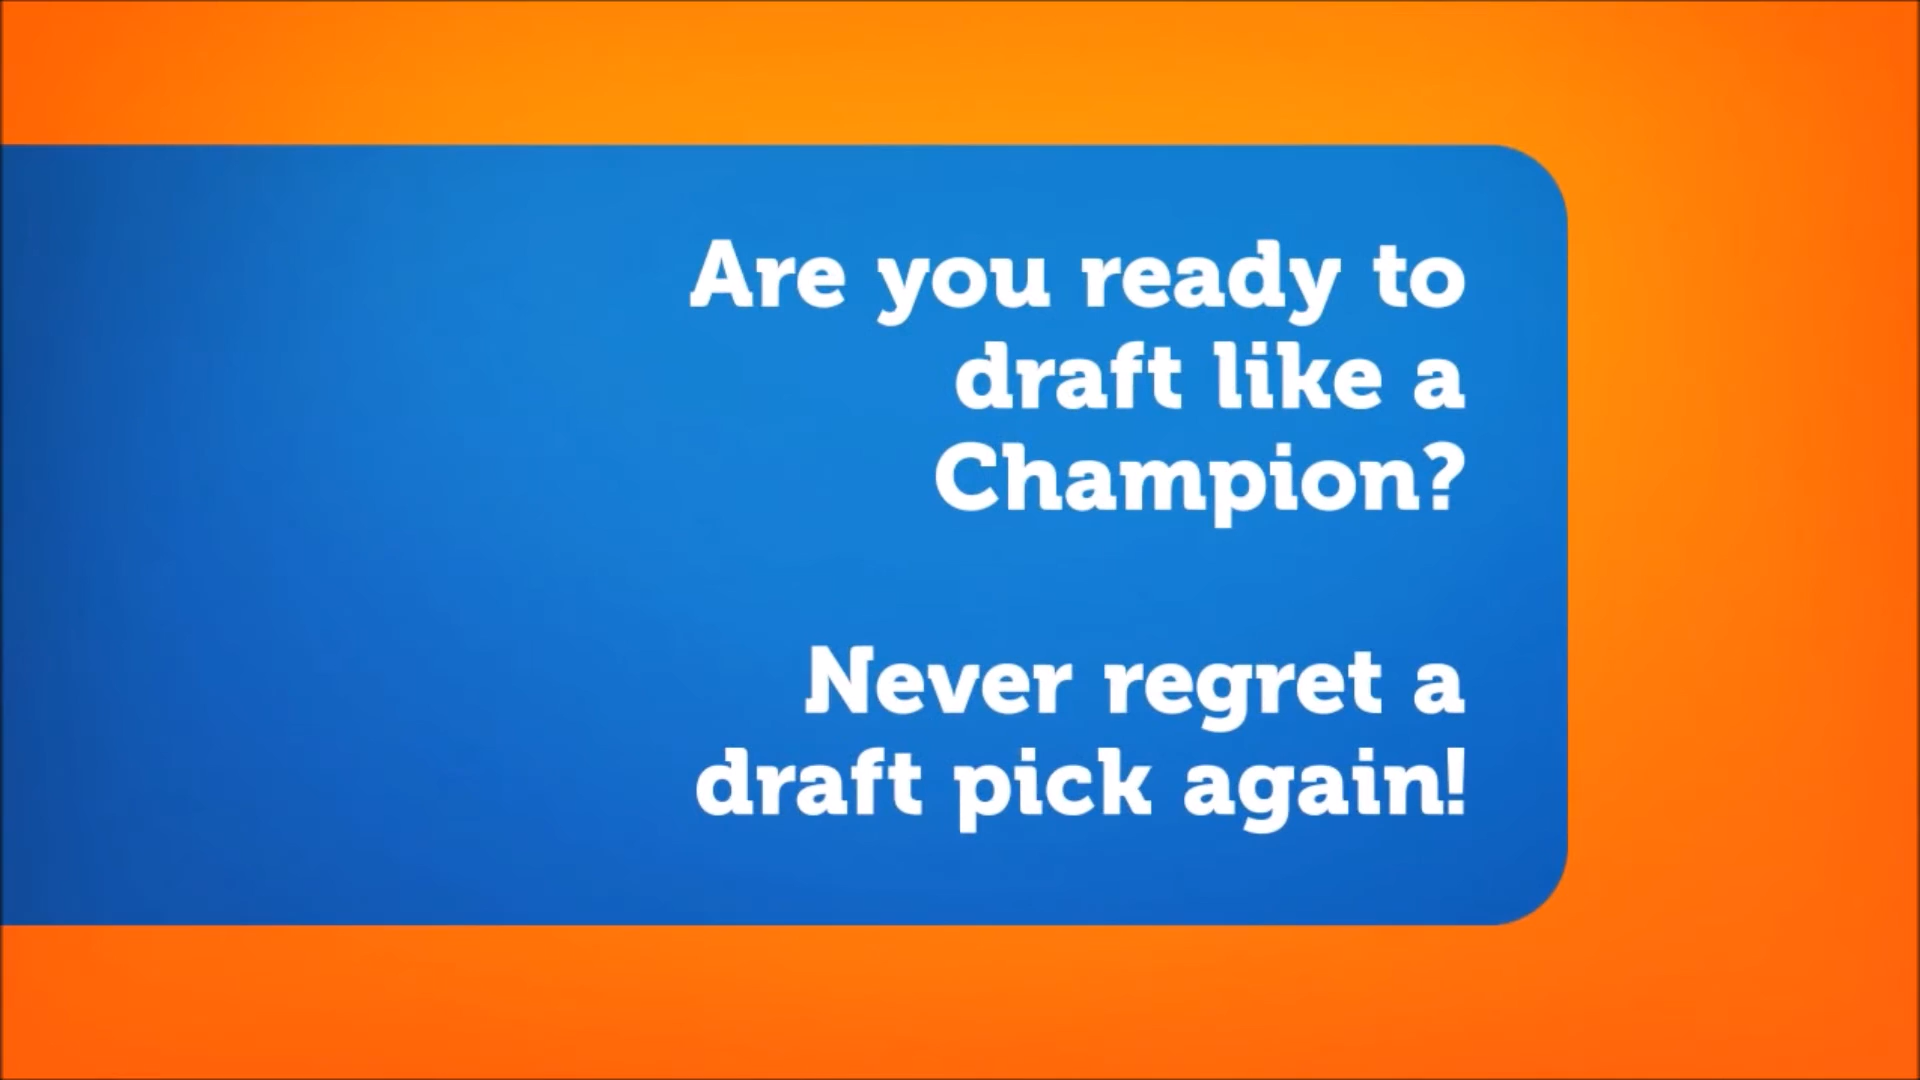 Are you ready to
draft like a
Champion?
Never regret a
draft pick again!